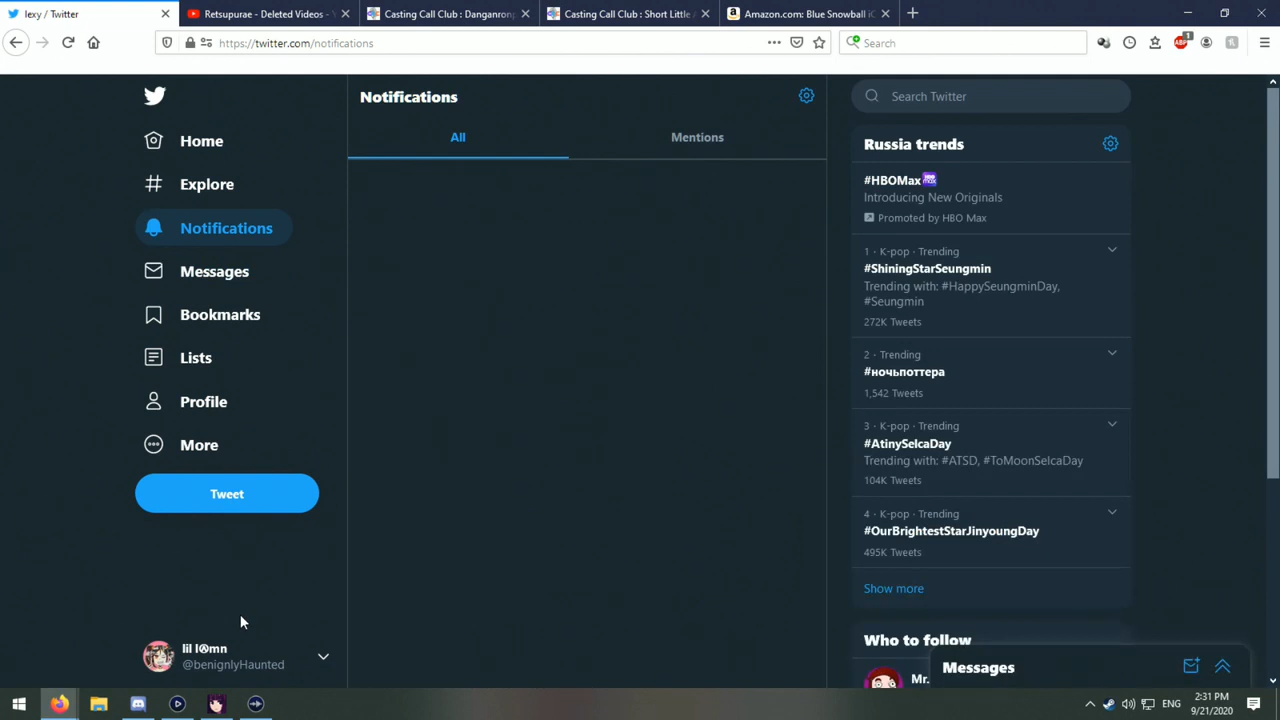 lexy / Twitter
Retsupurae - Deleted Videos - Y
Casting Call Club : Danganronp
Casting Call Club : Short Little A
Amazon.com: Blue Snowball iC
https://twitter.com/notifications
Search
ABP
1
Notifications
Search Twitter
Home
All
Mentions
Russia trends
Explore
#HBOMax
Introducing New Originals
Promoted by HBO Max
Notifications
Messages
1 · K-pop · Trending
#ShiningStarSeungmin
Trending with: #HappySeungminDay,
#Seungmin
272K Tweets
Bookmarks
Lists
2 · Trending
#ночьпоттера
1,542 Tweets
Profile
More
3 · K-pop · Trending
#AtinySelcaDay
Trending with: #ATSD, #ToMoonSelcaDay
104K Tweets
Tweet
4 · K-pop · Trending
#OurBrightestStarJinyoungDay
495K Tweets
Show more
Who to follow
Mr.
Messages
@benignlyHaunted
ENG
2:31 PM
9/21/2020